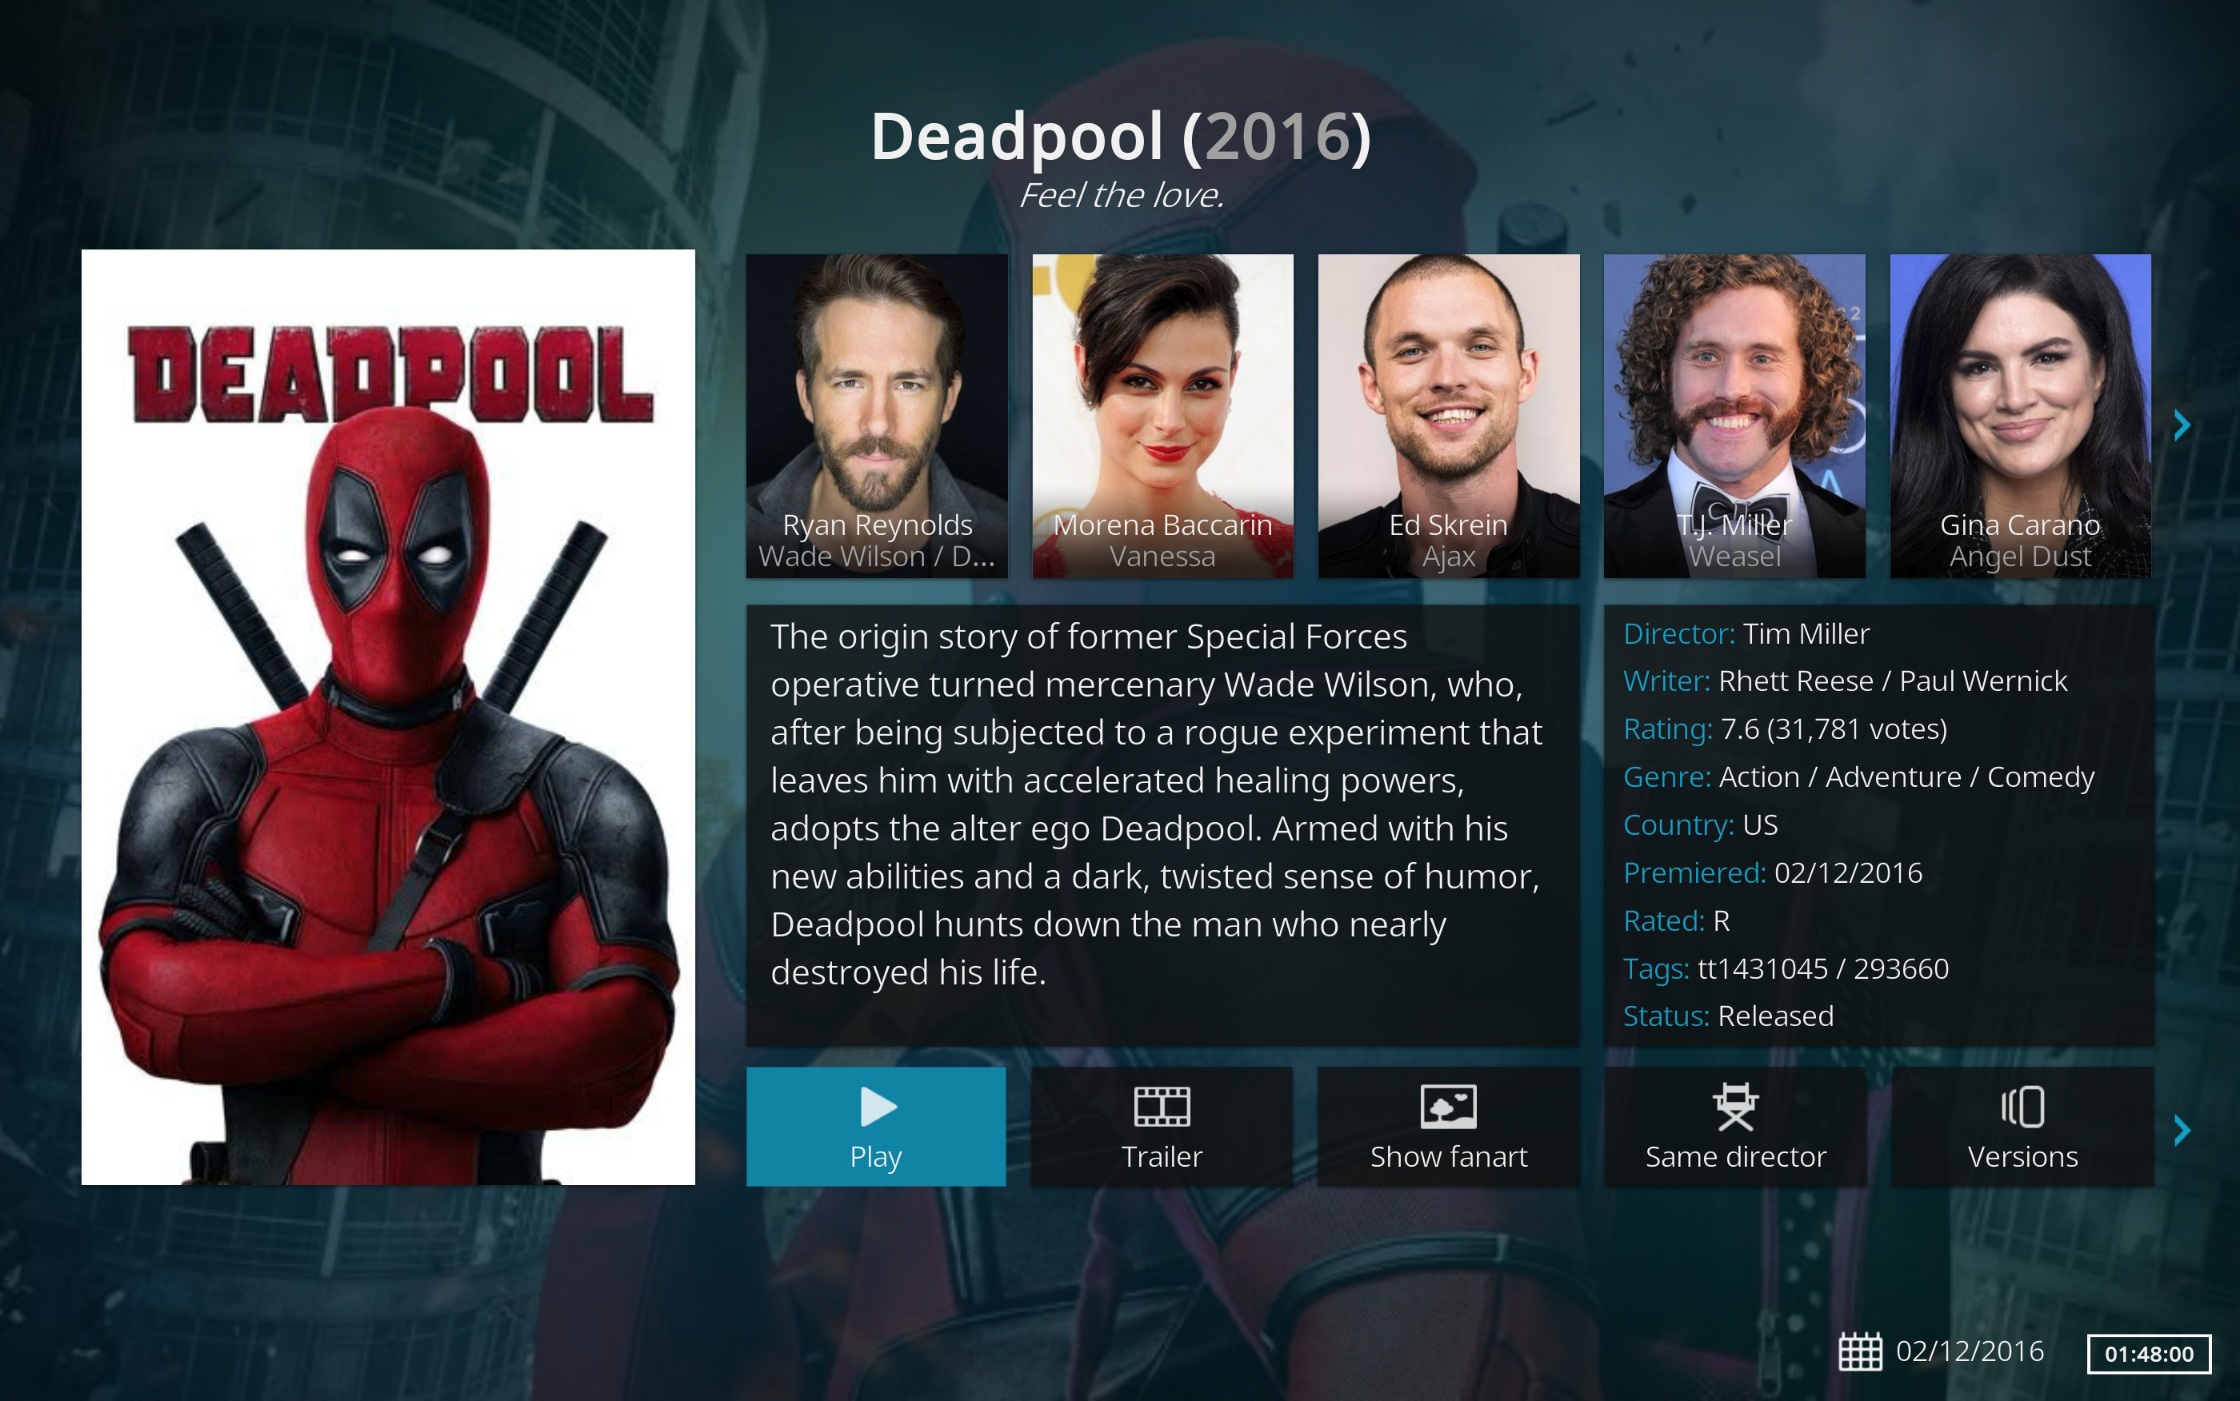 Deadpool (2016)
Feel the love.
DEADPOOL
Ryan Reynolds
Wade Wilson / D...
Morena Baccarin
Vanessa
Ed Skrein
Ajax
T.J. Miller
Weasel
Gina Carano
Angel Dust
The origin story of former Special Forces
operative turned mercenary Wade Wilson, who,
after being subjected to a rogue experiment that
leaves him with accelerated healing powers,
adopts the alter ego Deadpool. Armed with his
new abilities and a dark, twisted sense of humor,
Deadpool hunts down the man who nearly
destroyed his life.
Director: Tim Miller
Writer: Rhett Reese / Paul Wernick
Rating: 7.6 (31,781 votes)
Genre: Action / Adventure / Comedy
Country: US
Premiered: 02/12/2016
Rated: R
Tags: tt1431045 / 293660
Status: Released
Play
Trailer
Show fanart
Same director
Versions
02/12/2016
01:48:00